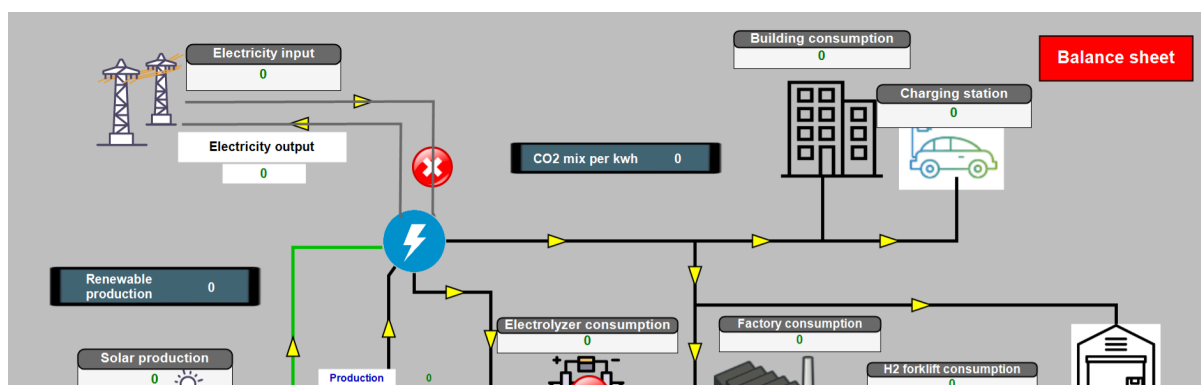 Electricity input
0
Building consumption
0
Balance sheet
Charging station
0
Electricity output
0
CO2 mix per kwh 0
Renewable
production 0
Electrolyzer consumption
0
Factory consumption
0
Solar production
0
Production 0
H2 forklift consumption
0